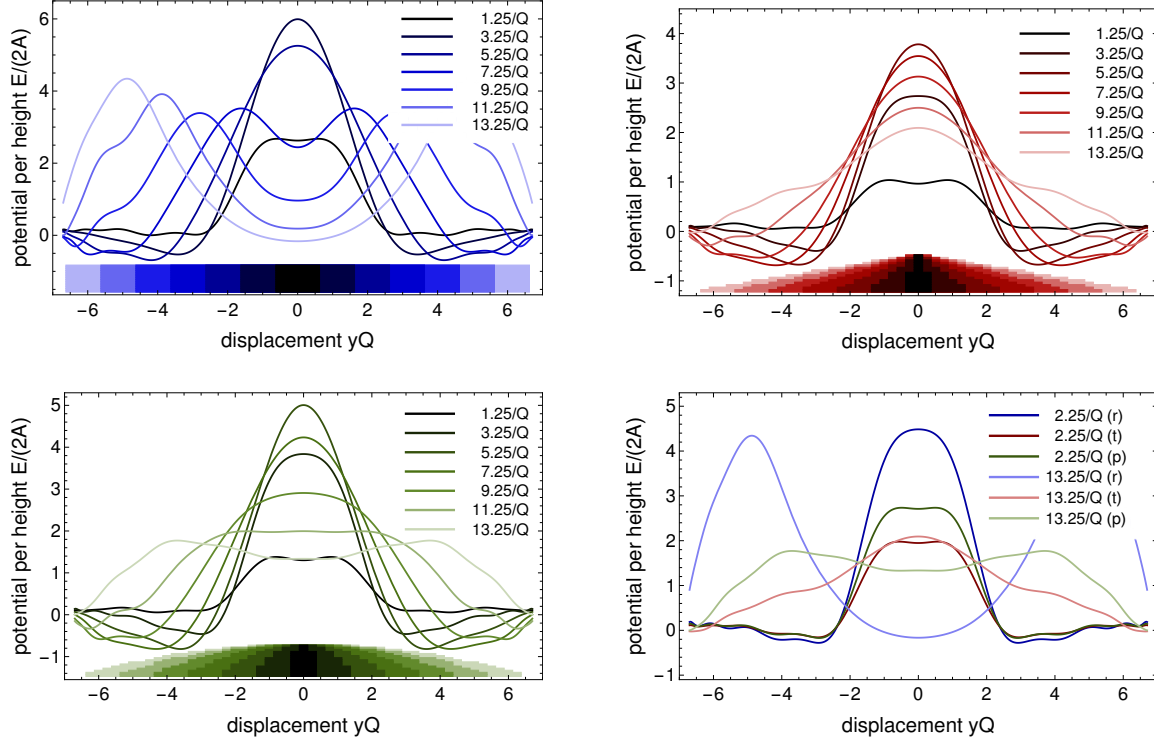 potential per height E/(2A)
6
4
2
0
1.25/Q
3.25/Q
5.25/Q
7.25/Q
9.25/Q
11.25/Q
13.25/Q
−6 −4 −2 0 2 4 6
displacement yQ
potential per height E/(2A)
4
3
2
1
0
−1
1.25/Q
3.25/Q
5.25/Q
7.25/Q
9.25/Q
11.25/Q
13.25/Q
−6 −4 −2 0 2 4 6
displacement yQ
potential per height E/(2A)
5
4
3
2
1
0
−1
1.25/Q
3.25/Q
5.25/Q
7.25/Q
9.25/Q
11.25/Q
13.25/Q
−6 −4 −2 0 2 4 6
displacement yQ
potential per height E/(2A)
5
4
3
2
1
0
−1
2.25/Q (r)
2.25/Q (t)
2.25/Q (p)
13.25/Q (r)
13.25/Q (t)
13.25/Q (p)
−6 −4 −2 0 2 4 6
displacement yQ